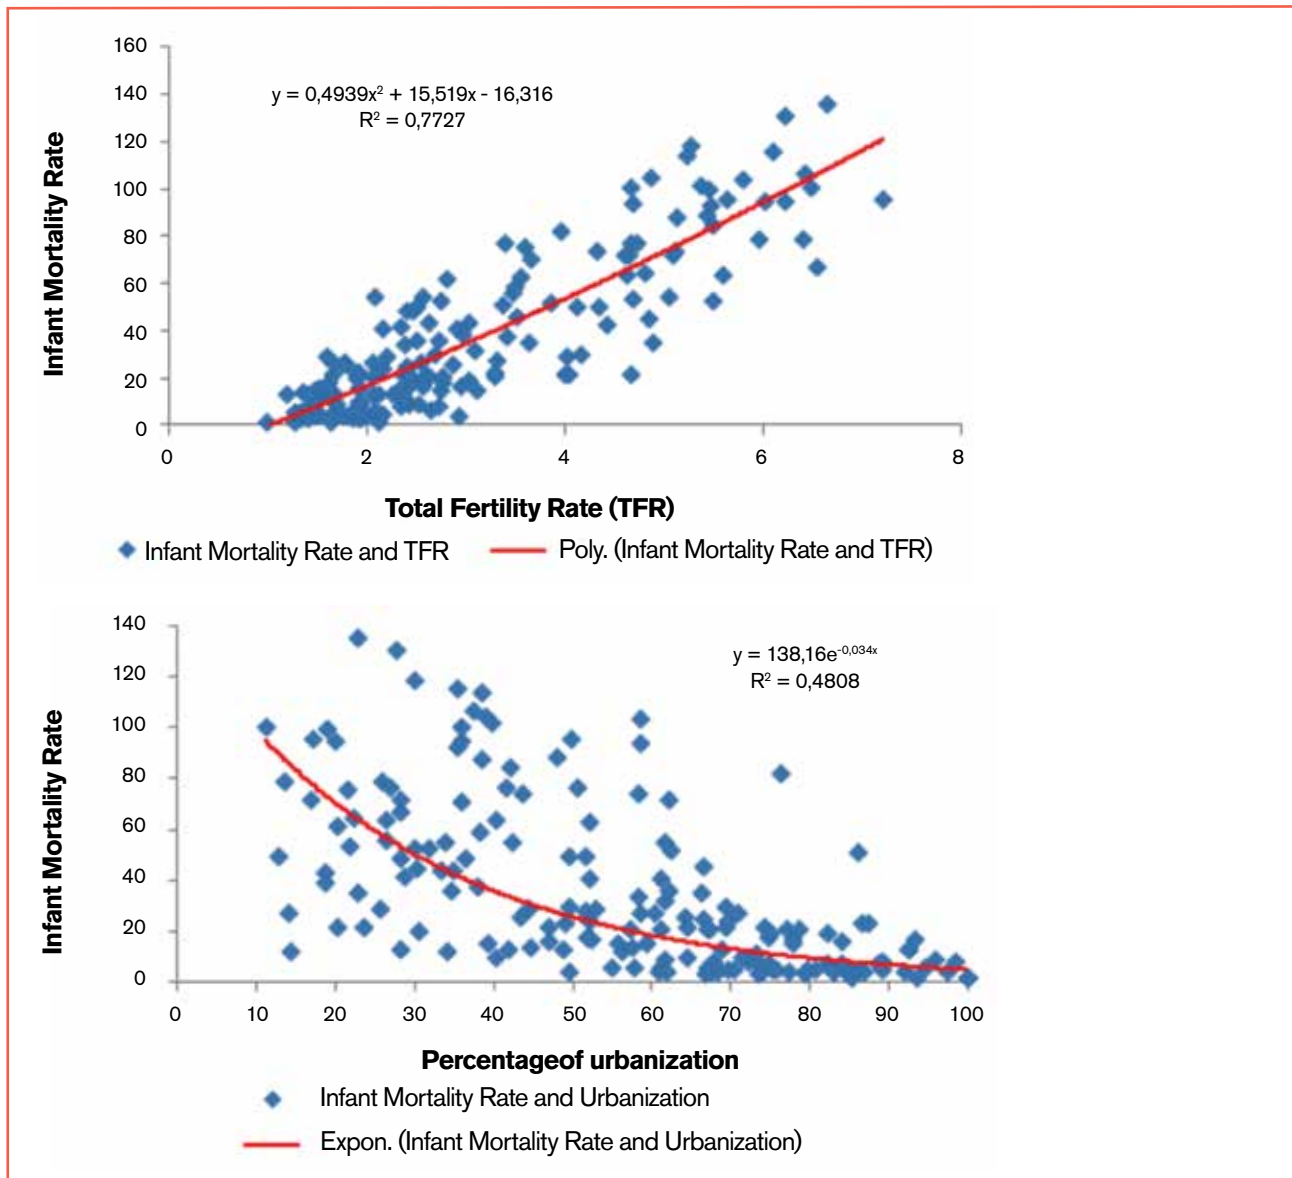 160
140
120
100
80
60
40
20
0
y = 0,4939x² + 15,519x - 16,316
R² = 0,7727
Infant Mortality Rate
0 2 4 6 8
Total Fertility Rate (TFR)
Infant Mortality Rate and TFR Poly. (Infant Mortality Rate and TFR)
140
120
100
80
60
40
20
0
y = 138,16e⁻⁰,⁰³⁴ˣ
R² = 0,4808
Infant Mortality Rate
0 10 20 30 40 50 60 70 80 90 100
Percentageof urbanization
Infant Mortality Rate and Urbanization
Expon. (Infant Mortality Rate and Urbanization)